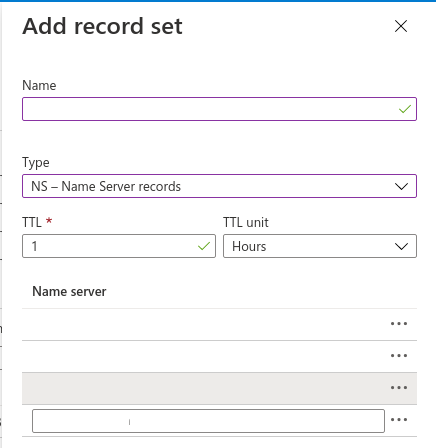 Add record set
Name
Type
NS – Name Server records
TTL * TTL unit
1 Hours
Name server